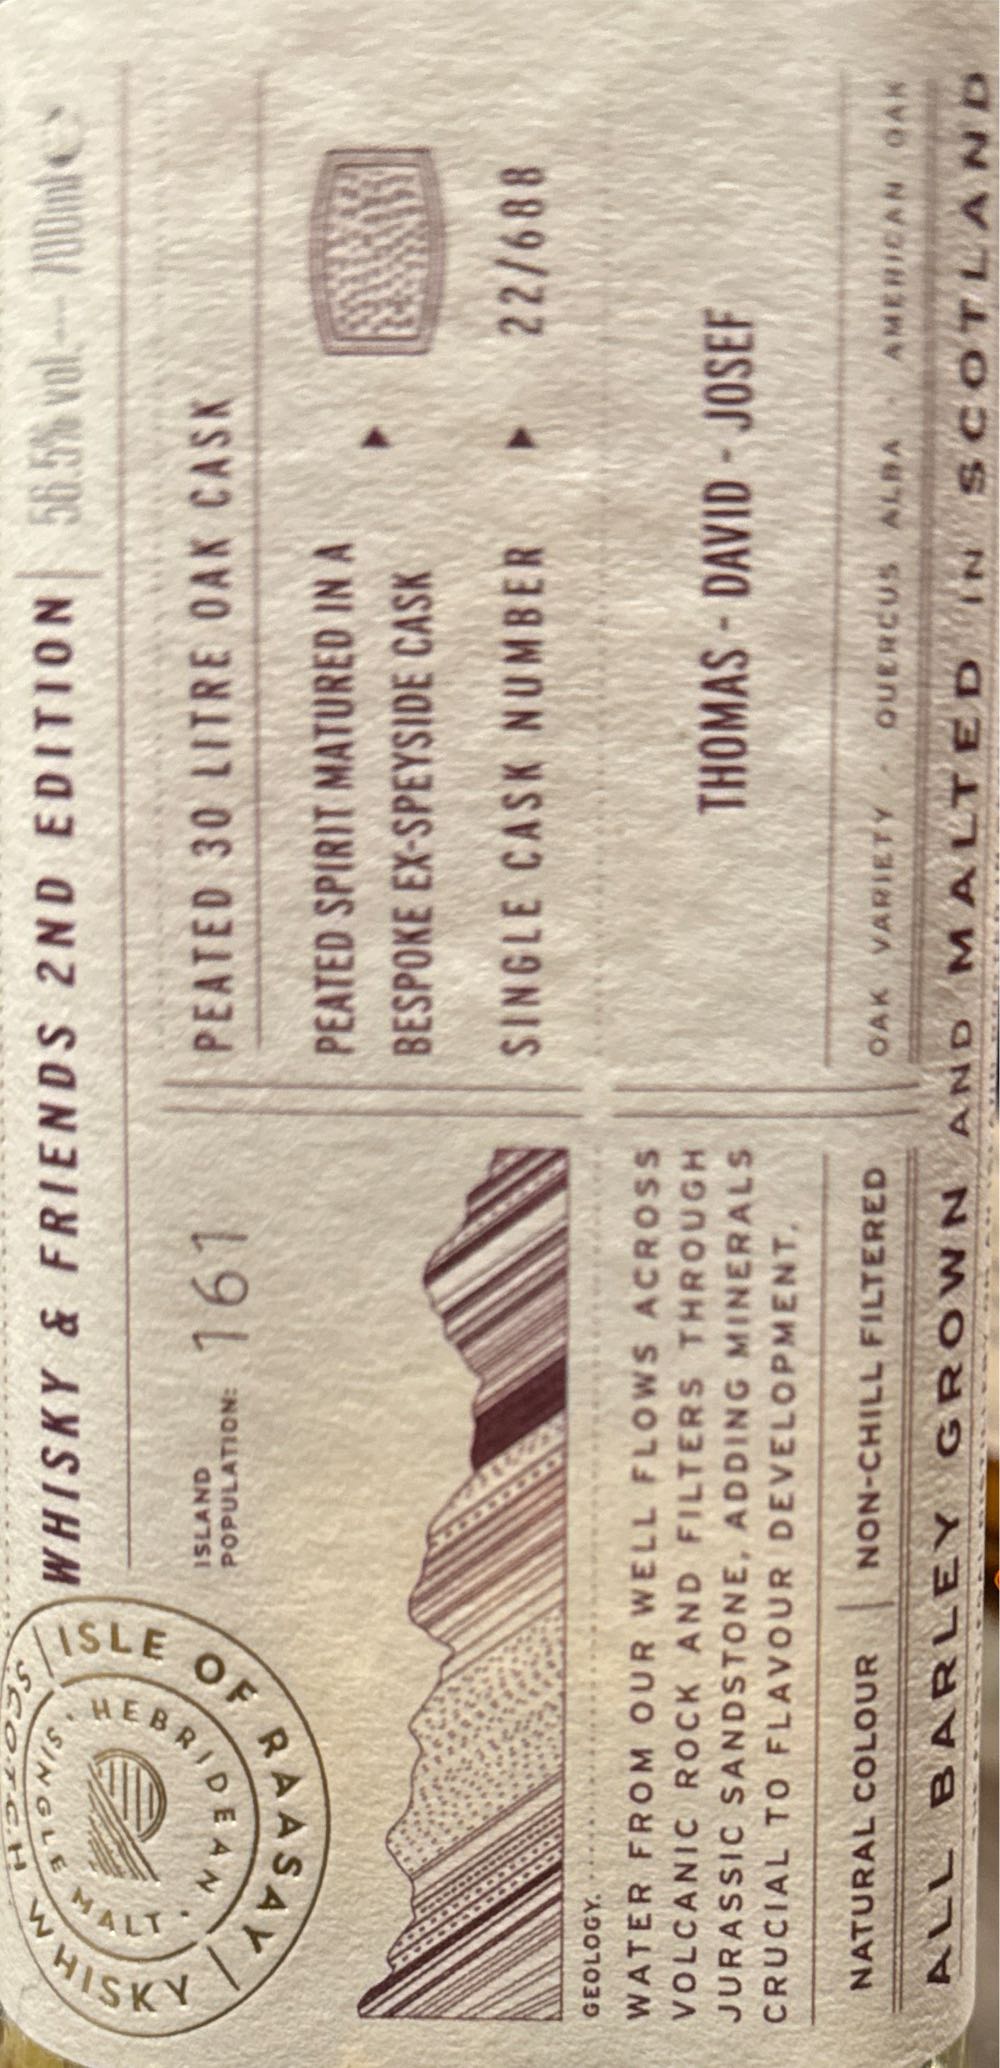 ISLE OF RAASAY
SCOTCH WHISKY
HEBRIDEAN
SINGLE MALT
WHISKY & FRIENDS 2ND EDITION
56.5% vol — 700ml e
ISLAND
POPULATION: 161
PEATED 30 LITRE OAK CASK
PEATED SPIRIT MATURED IN A
BESPOKE EX-SPEYSIDE CASK
SINGLE CASK NUMBER 22/688
GEOLOGY.
WATER FROM OUR WELL FLOWS ACROSS
VOLCANIC ROCK AND FILTERS THROUGH
JURASSIC SANDSTONE, ADDING MINERALS
CRUCIAL TO FLAVOUR DEVELOPMENT.
THOMAS - DAVID - JOSEF
NATURAL COLOUR | NON-CHILL FILTERED
OAK VARIETY - QUERCUS ALBA - AMERICAN OAK
ALL BARLEY GROWN AND MALTED IN SCOTLAND